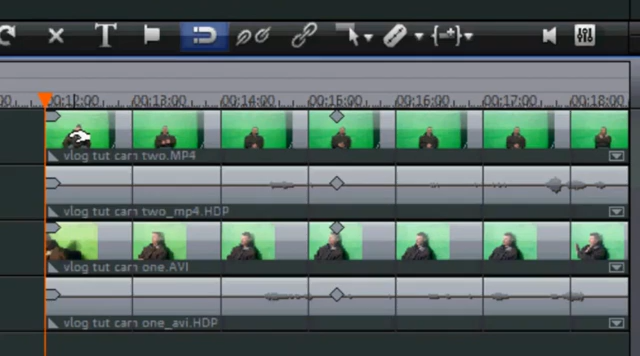 T
00:12:00 00:13:00 00:14:00 00:15:00 00:16:00 00:17:00 00:18:00
vlog tut cam two.MP4
vlog tut cam two_mp4.HDP
vlog tut cam one.AVI
vlog tut cam one_avi.HDP